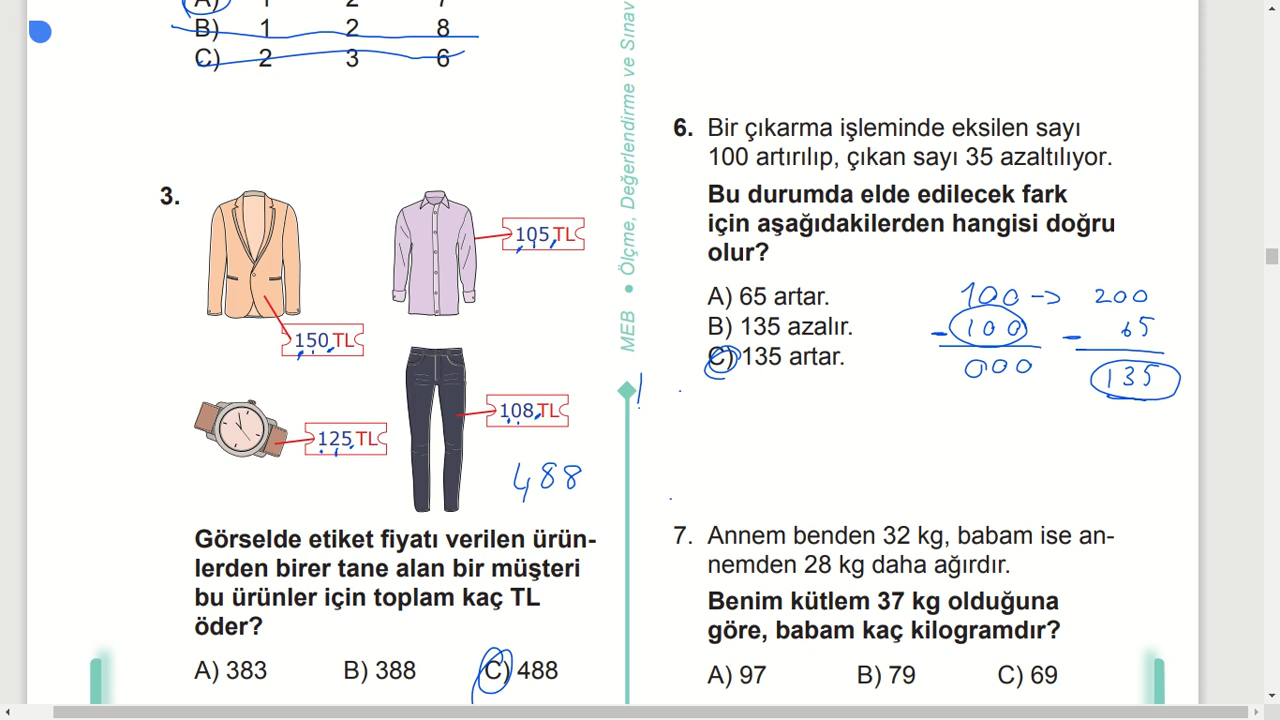 A) 1 2 7
B) 1 2 8
C) 2 3 6
3.
105 TL
150 TL
108 TL
125 TL
488
Görselde etiket fiyatı verilen ürün-
lerden birer tane alan bir müşteri
bu ürünler için toplam kaç TL
öder?
A) 383 B) 388 C) 488
MEB • Ölçme, Değerlendirme ve Sınav
6. Bir çıkarma işleminde eksilen sayı
100 artırılıp, çıkan sayı 35 azaltılıyor.
Bu durumda elde edilecek fark
için aşağıdakilerden hangisi doğru
olur?
A) 65 artar.
B) 135 azalır.
C) 135 artar.
100 → 200
- 100 - 65
000 135
7. Annem benden 32 kg, babam ise an-
nemden 28 kg daha ağırdır.
Benim kütlem 37 kg olduğuna
göre, babam kaç kilogramdır?
A) 97 B) 79 C) 69